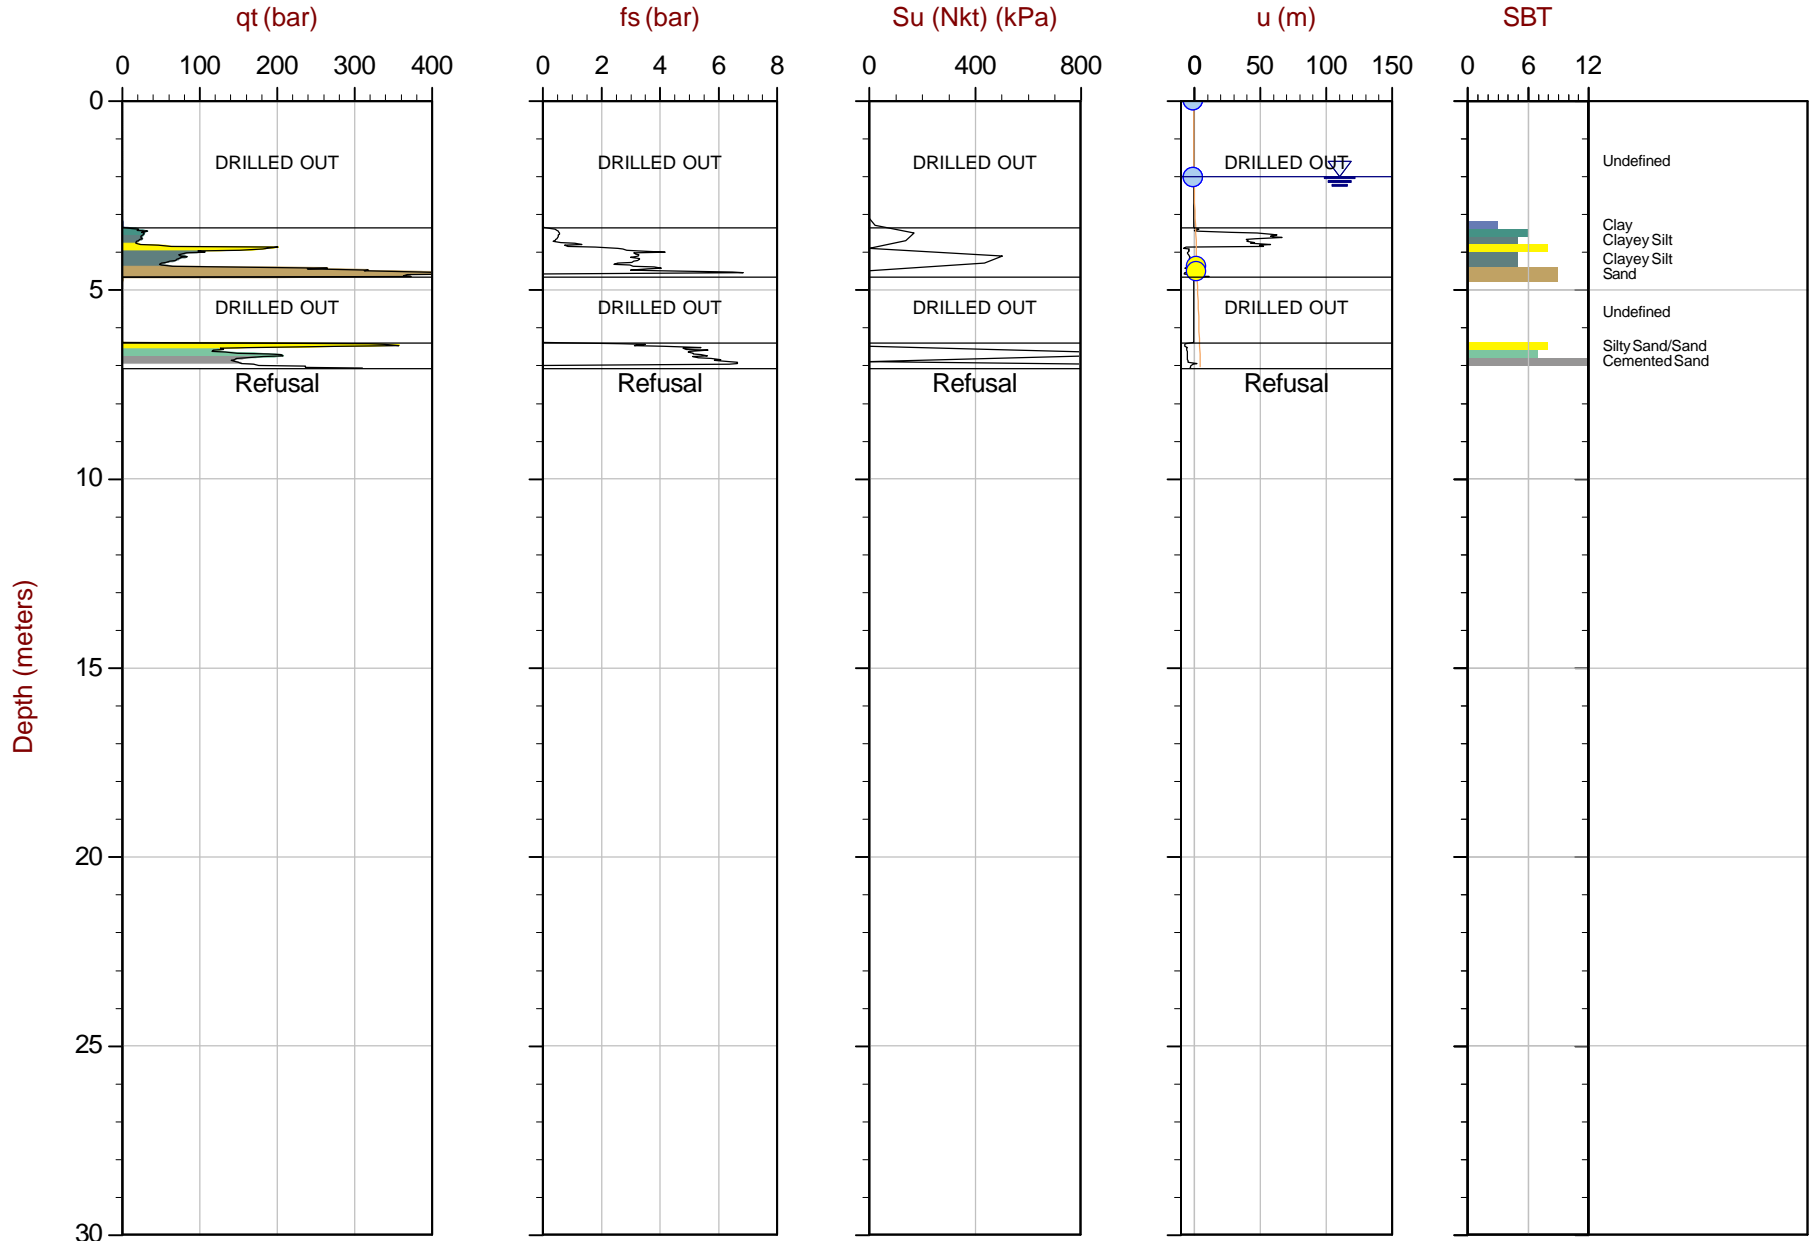 qt (bar) fs (bar) Su (Nkt) (kPa) u (m) SBT
0 100 200 300 400 0 2 4 6 8 0 400 800 0 50 100 150 0 6 12
0
DRILLED OUT DRILLED OUT DRILLED OUT DRILLED OUT Undefined
Clay
Clayey Silt
Clayey Silt
Sand
5
DRILLED OUT DRILLED OUT DRILLED OUT DRILLED OUT Undefined
Silty Sand/Sand
Cemented Sand
Refusal Refusal Refusal Refusal
10
15
20
25
30
Depth (meters)